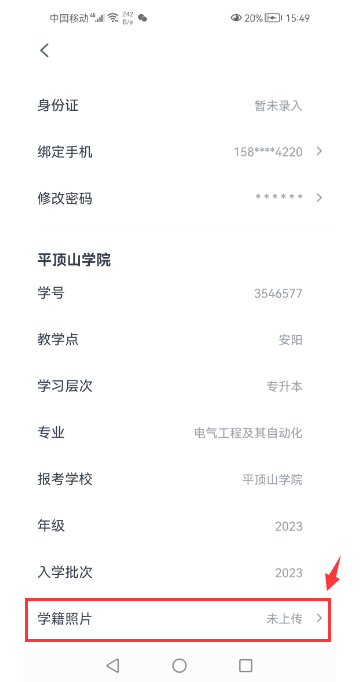 中国移动 4G 242 B/s 20% 15:49
身份证 暂未录入
绑定手机 158****4220
修改密码 ******
平顶山学院
学号 3546577
教学点 安阳
学习层次 专升本
专业 电气工程及其自动化
报考学校 平顶山学院
年级 2023
入学批次 2023
学籍照片 未上传